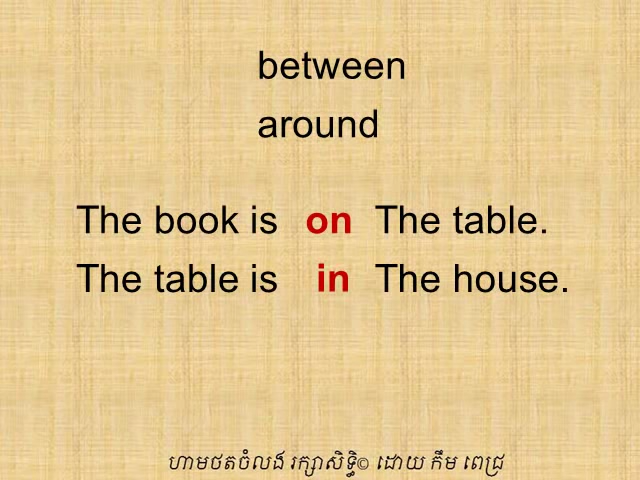 between
around
The book is on The table.
The table is in The house.
ហាមថតចំលង រក្សាសិទ្ធិ© ដោយ កឹម ពេជ្រ